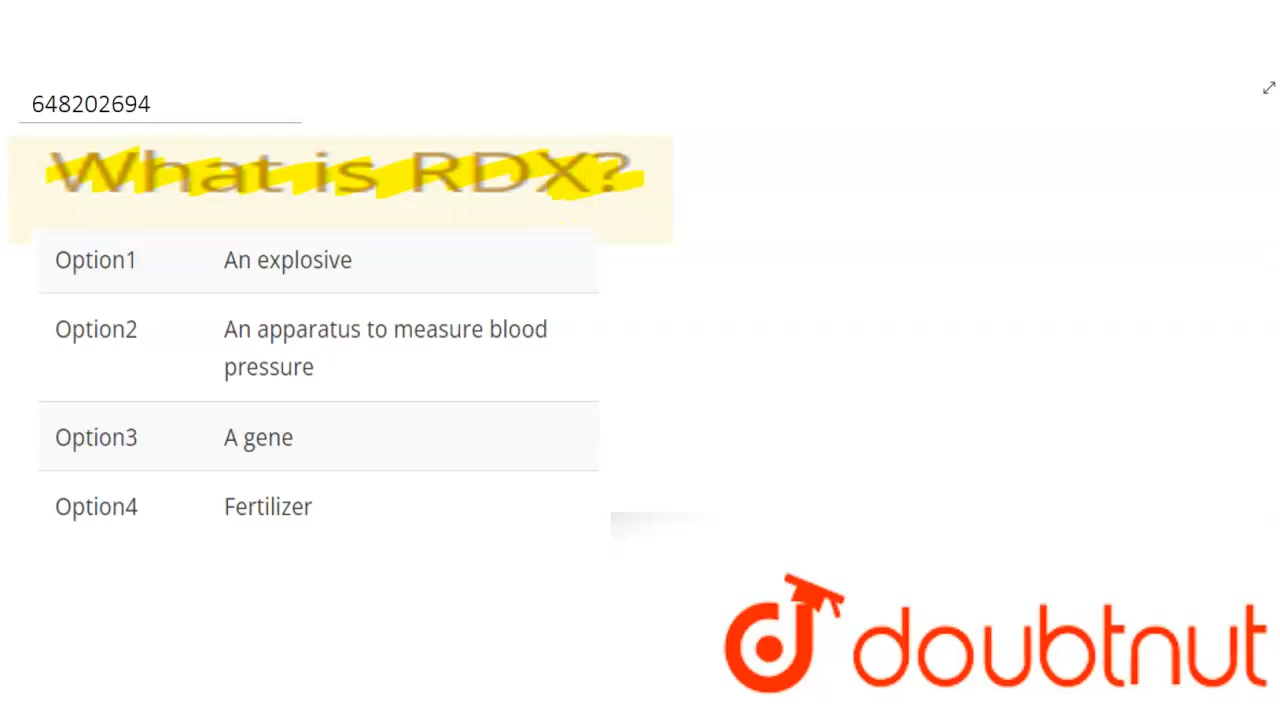 648202694
What is RDX?
Option1 An explosive
Option2 An apparatus to measure blood
pressure
Option3 A gene
Option4 Fertilizer
doubtnut